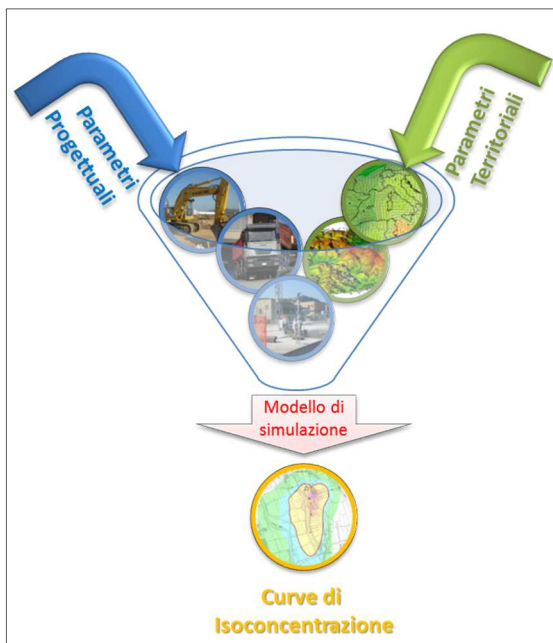 Parametri
Progettuali
Parametri
Territoriali
Modello di
simulazione
Curve di
Isoconcentrazione